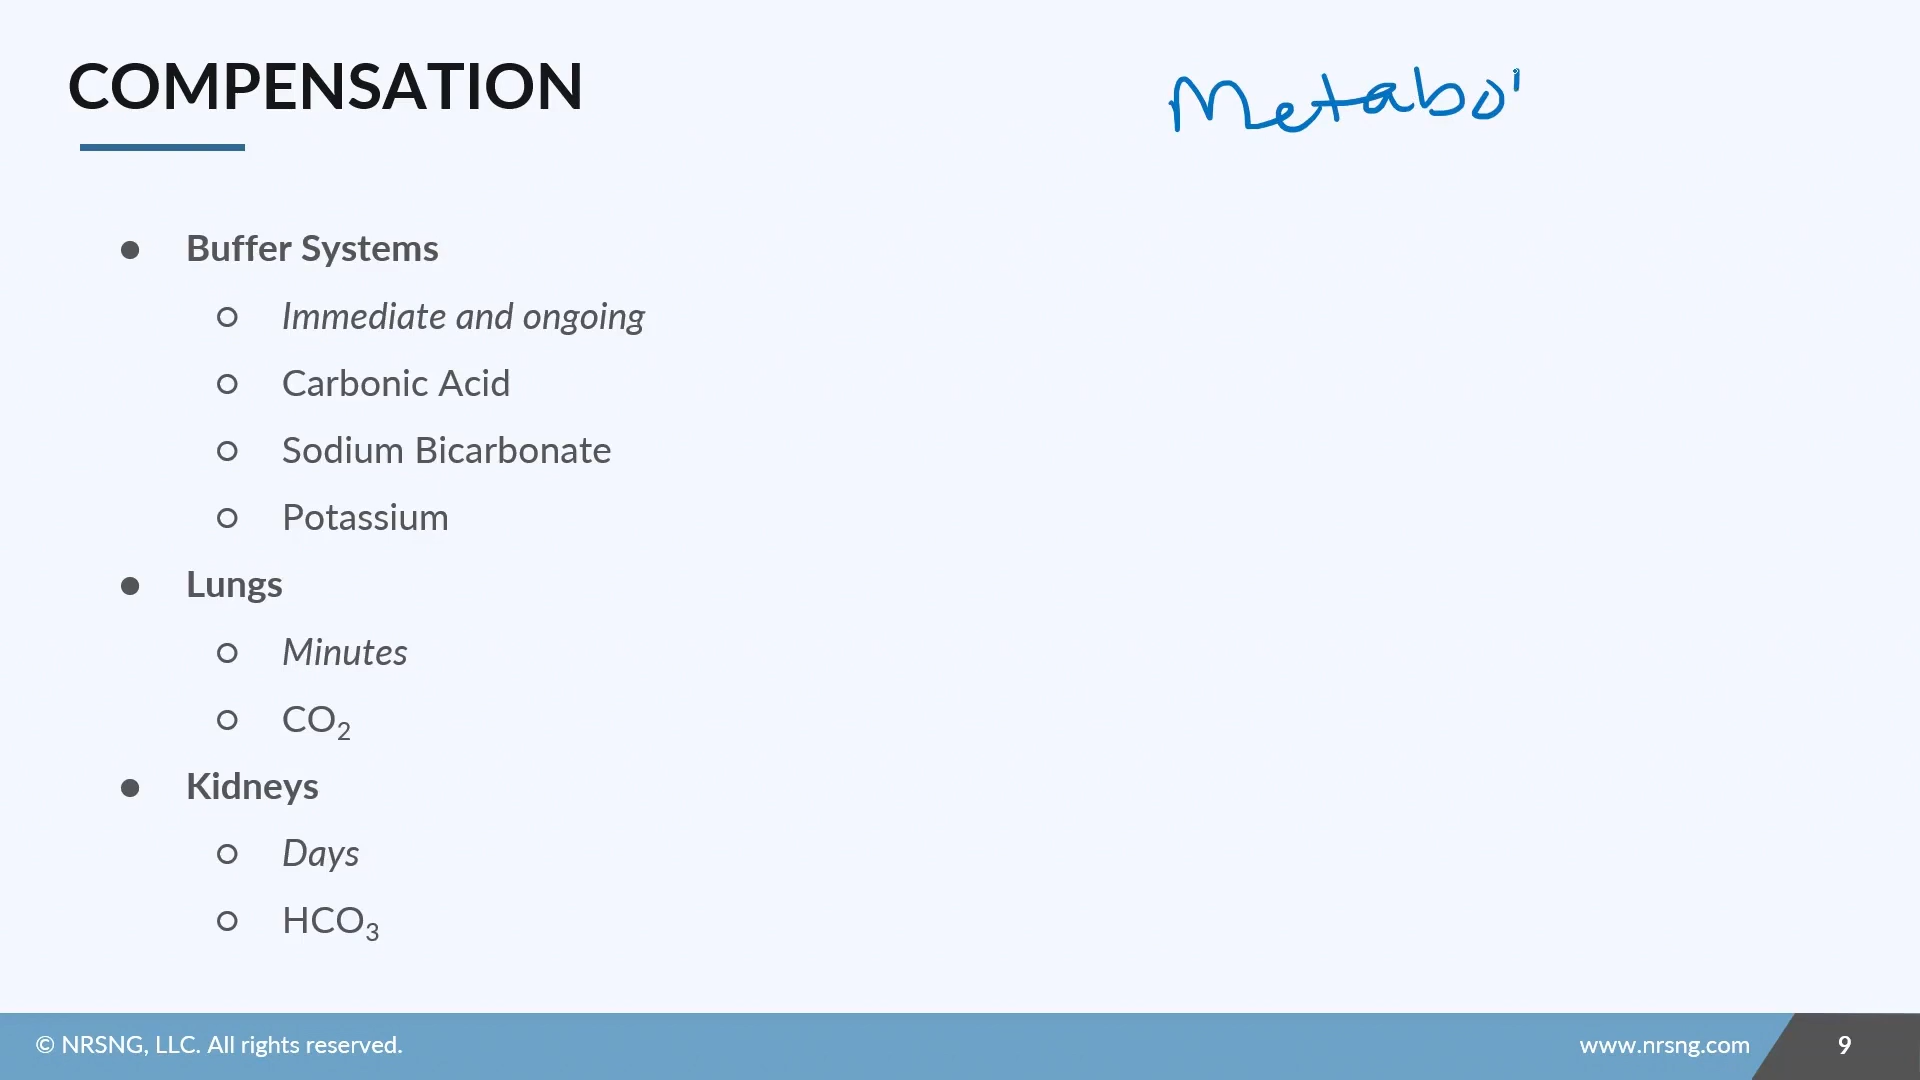 COMPENSATION
Metabo
● Buffer Systems
○ Immediate and ongoing
○ Carbonic Acid
○ Sodium Bicarbonate
○ Potassium
● Lungs
○ Minutes
○ CO₂
● Kidneys
○ Days
○ HCO₃
© NRSNG, LLC. All rights reserved.
www.nrsng.com
9